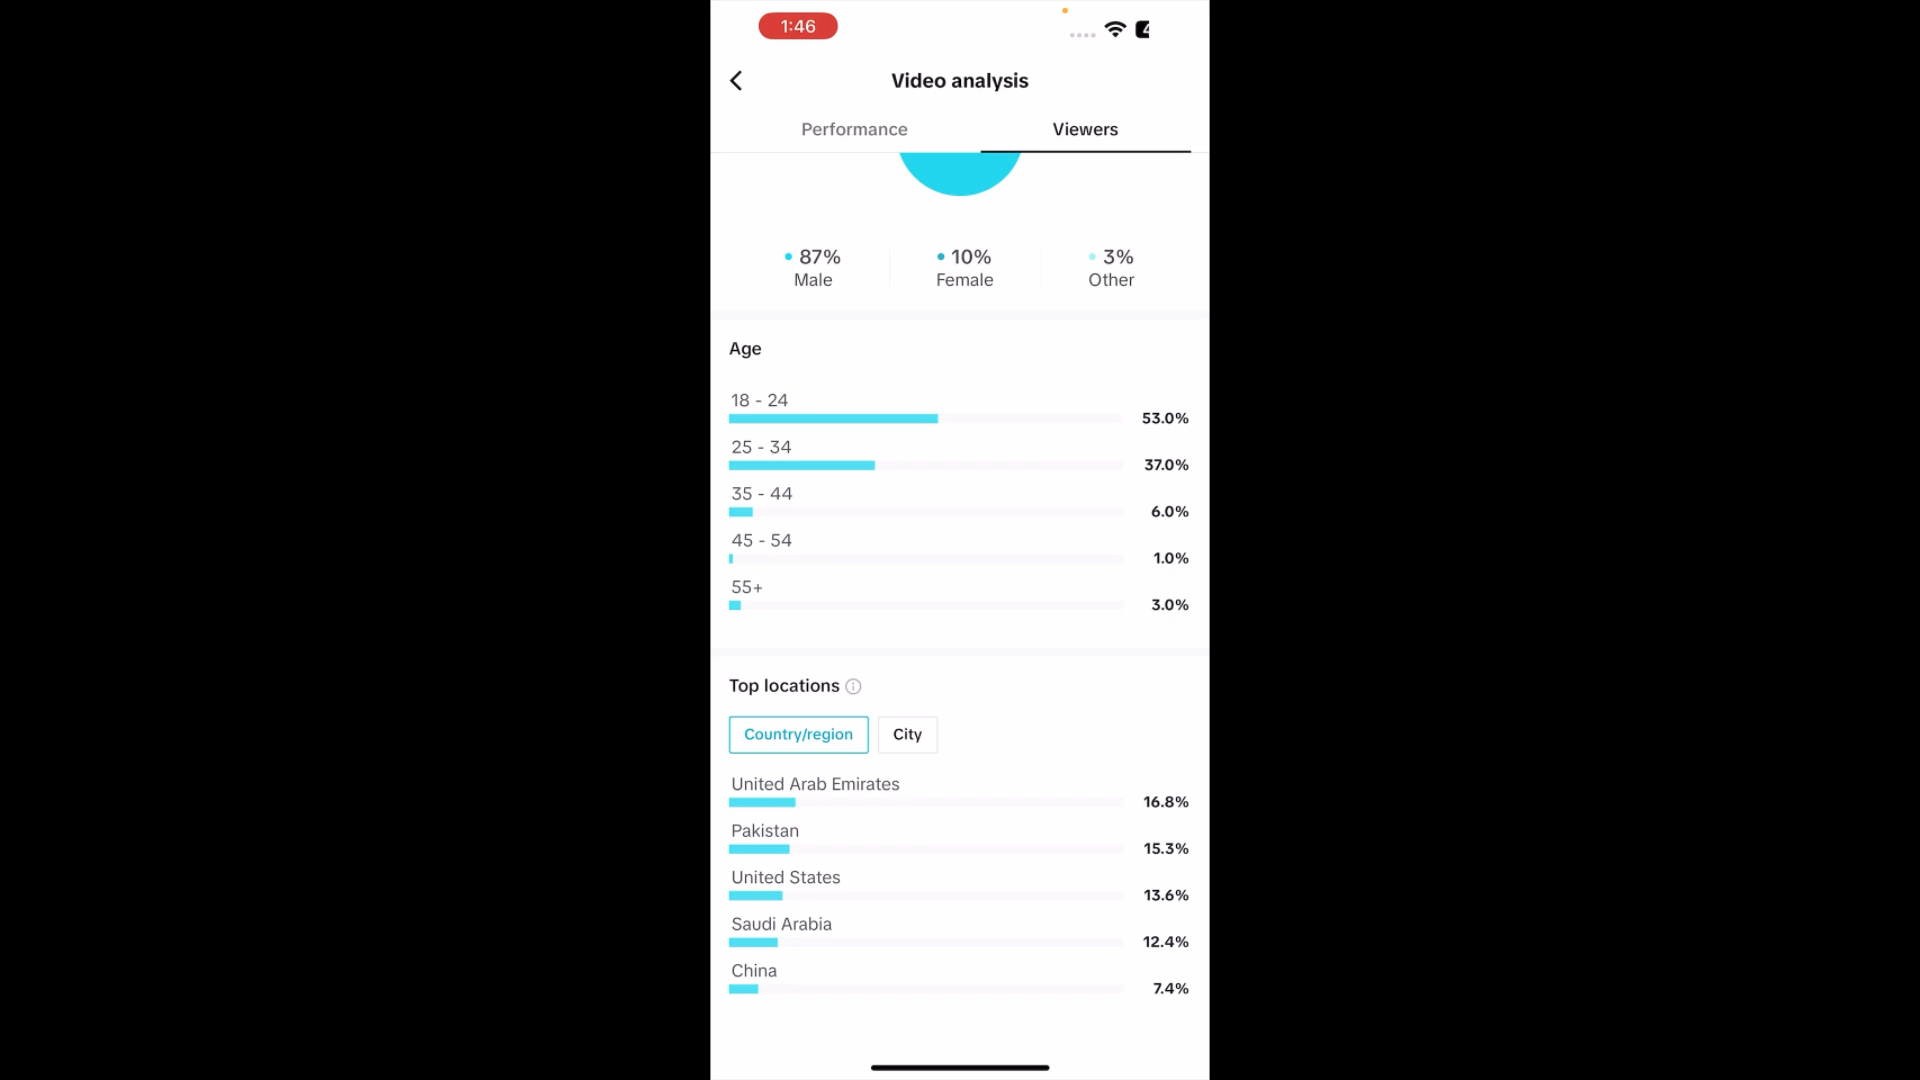 1:46
Video analysis
Performance Viewers
87% 10% 3%
Male Female Other
Age
18 - 24
53.0%
25 - 34
37.0%
35 - 44
6.0%
45 - 54
1.0%
55+
3.0%
Top locations
Country/region City
United Arab Emirates
16.8%
Pakistan
15.3%
United States
13.6%
Saudi Arabia
12.4%
China
7.4%